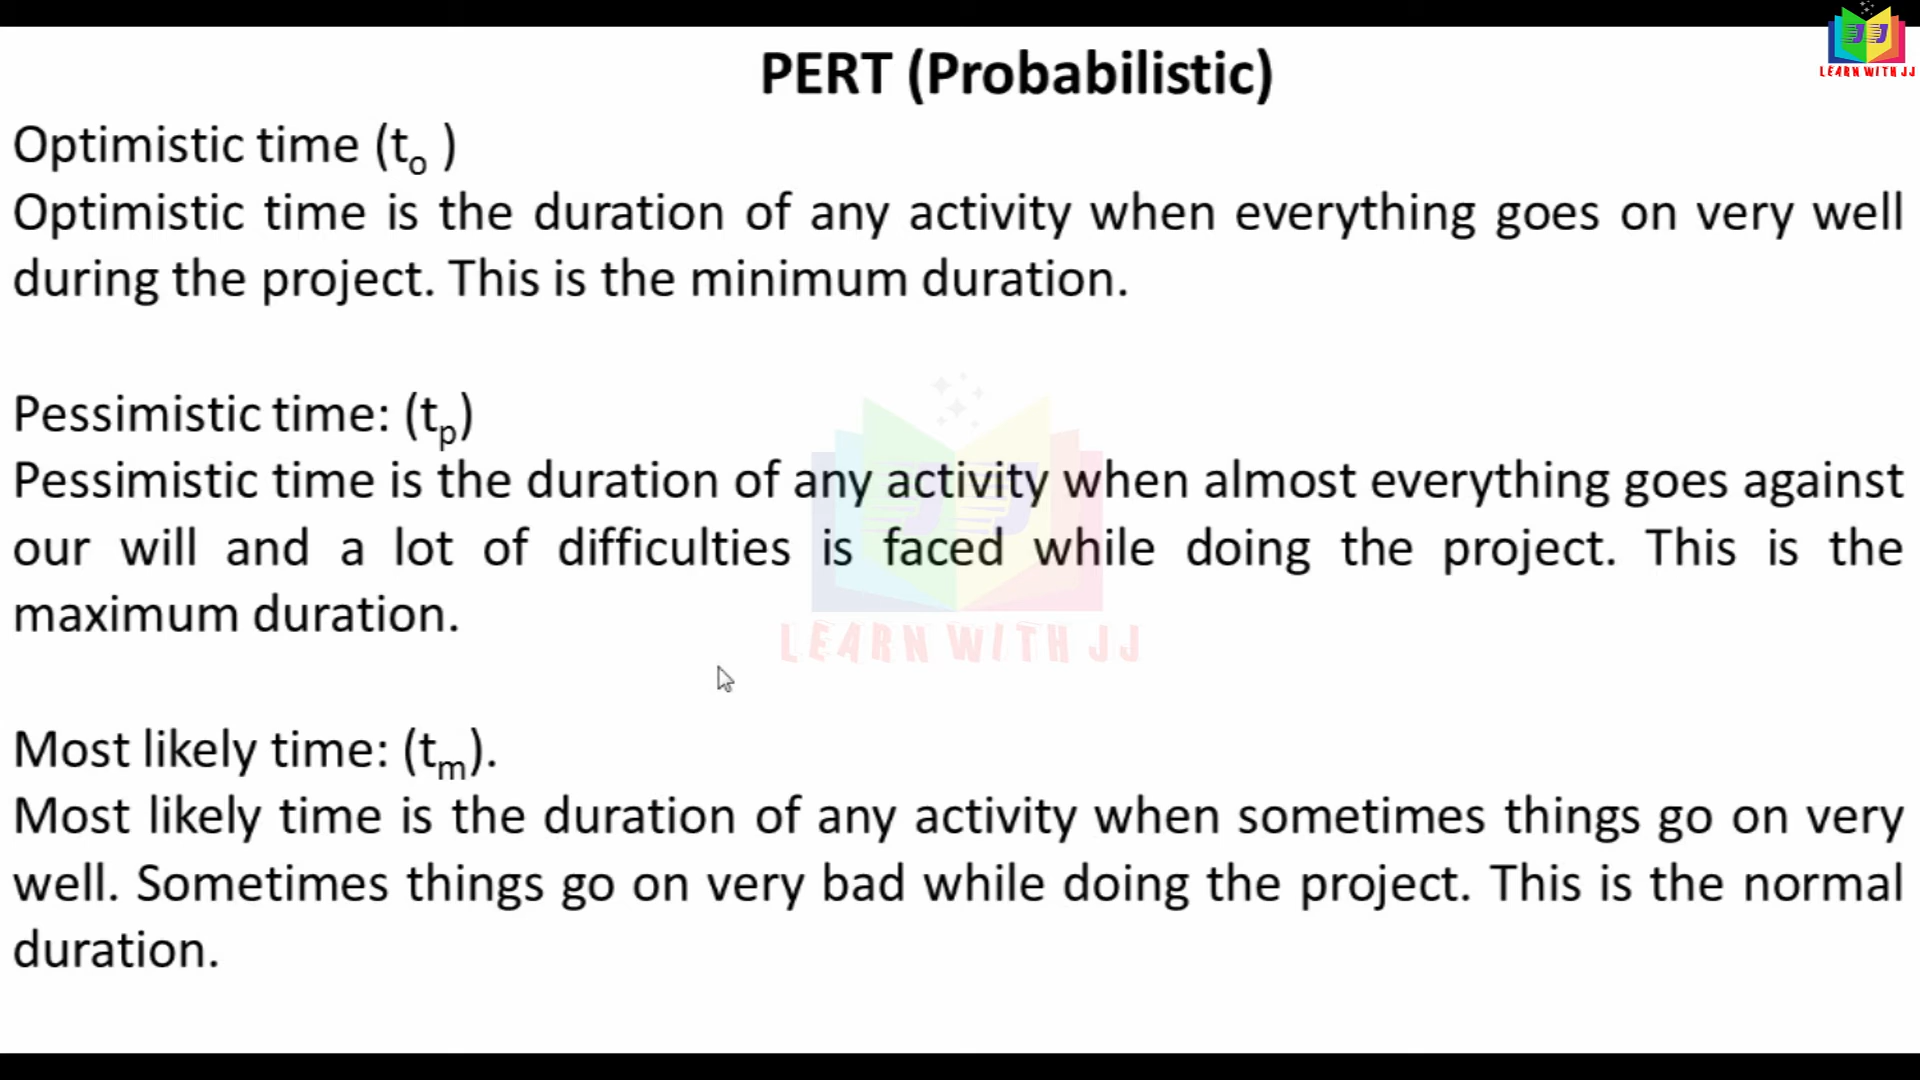 PERT (Probabilistic)
LEARN WITH JJ
Optimistic time (to )
Optimistic time is the duration of any activity when everything goes on very well
during the project. This is the minimum duration.
Pessimistic time: (tp)
Pessimistic time is the duration of any activity when almost everything goes against
our will and a lot of difficulties is faced while doing the project. This is the
maximum duration.
LEARN WITH JJ
Most likely time: (tm).
Most likely time is the duration of any activity when sometimes things go on very
well. Sometimes things go on very bad while doing the project. This is the normal
duration.